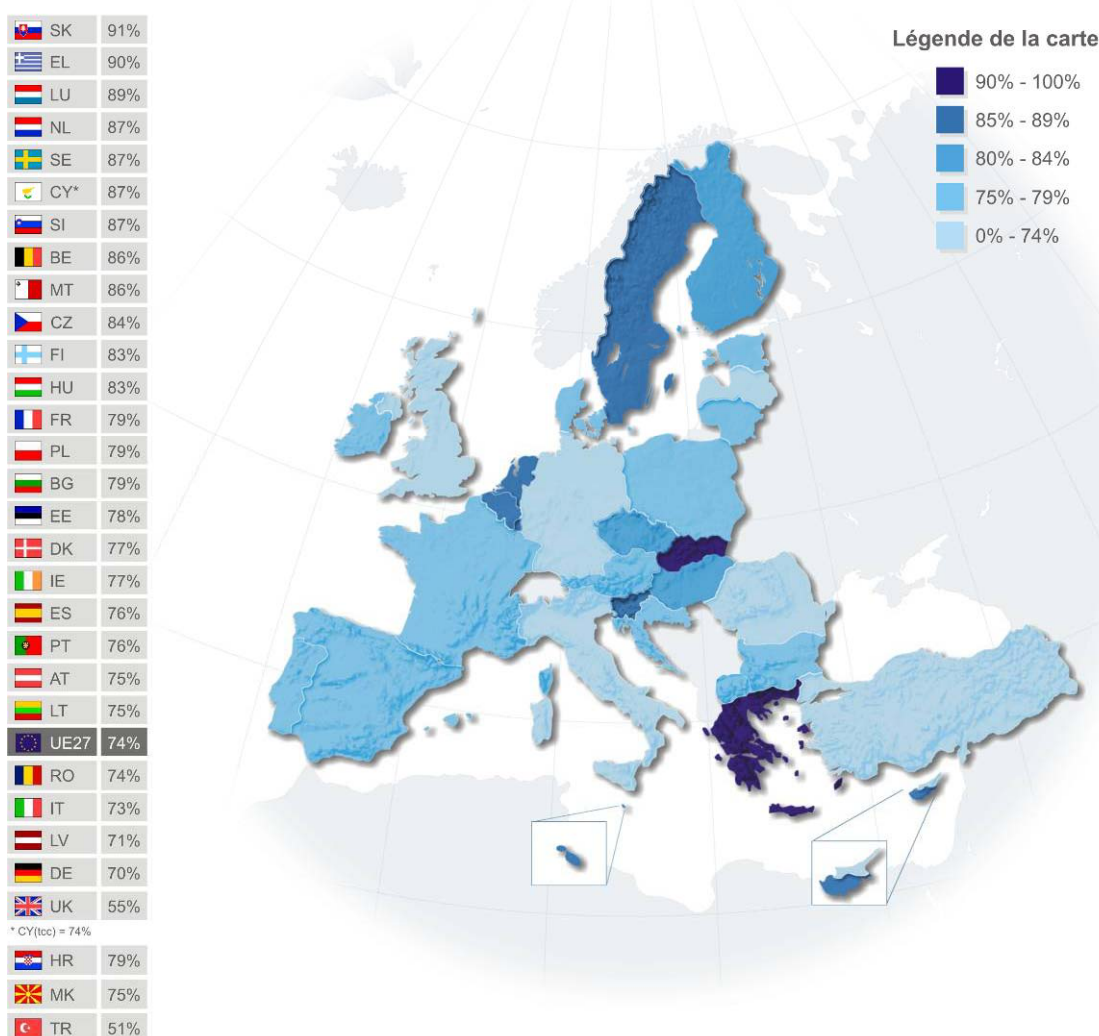 SK 91%
EL 90%
LU 89%
NL 87%
SE 87%
CY* 87%
SI 87%
BE 86%
MT 86%
CZ 84%
FI 83%
HU 83%
FR 79%
PL 79%
BG 79%
EE 78%
DK 77%
IE 77%
ES 76%
PT 76%
AT 75%
LT 75%
UE27 74%
RO 74%
IT 73%
LV 71%
DE 70%
UK 55%
* CY(tcc) = 74%
HR 79%
MK 75%
TR 51%
Légende de la carte
90% - 100%
85% - 89%
80% - 84%
75% - 79%
0% - 74%